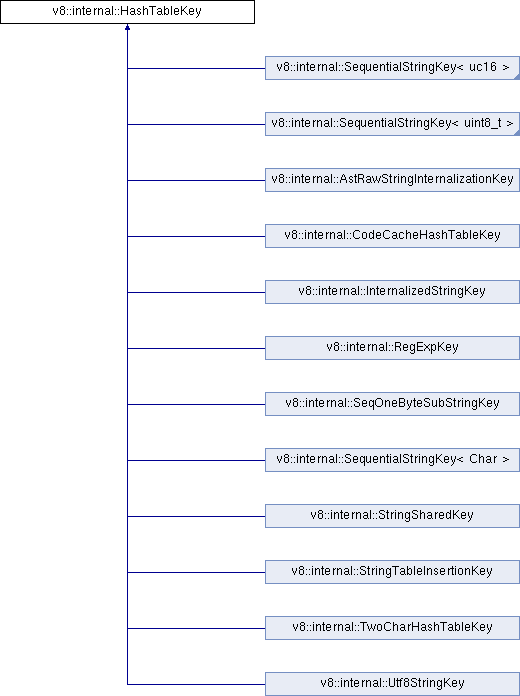 v8::internal::HashTableKey
v8::internal::SequentialStringKey< uc16 >
v8::internal::SequentialStringKey< uint8_t >
v8::internal::AstRawStringInternalizationKey
v8::internal::CodeCacheHashTableKey
v8::internal::InternalizedStringKey
v8::internal::RegExpKey
v8::internal::SeqOneByteSubStringKey
v8::internal::SequentialStringKey< Char >
v8::internal::StringSharedKey
v8::internal::StringTableInsertionKey
v8::internal::TwoCharHashTableKey
v8::internal::Utf8StringKey